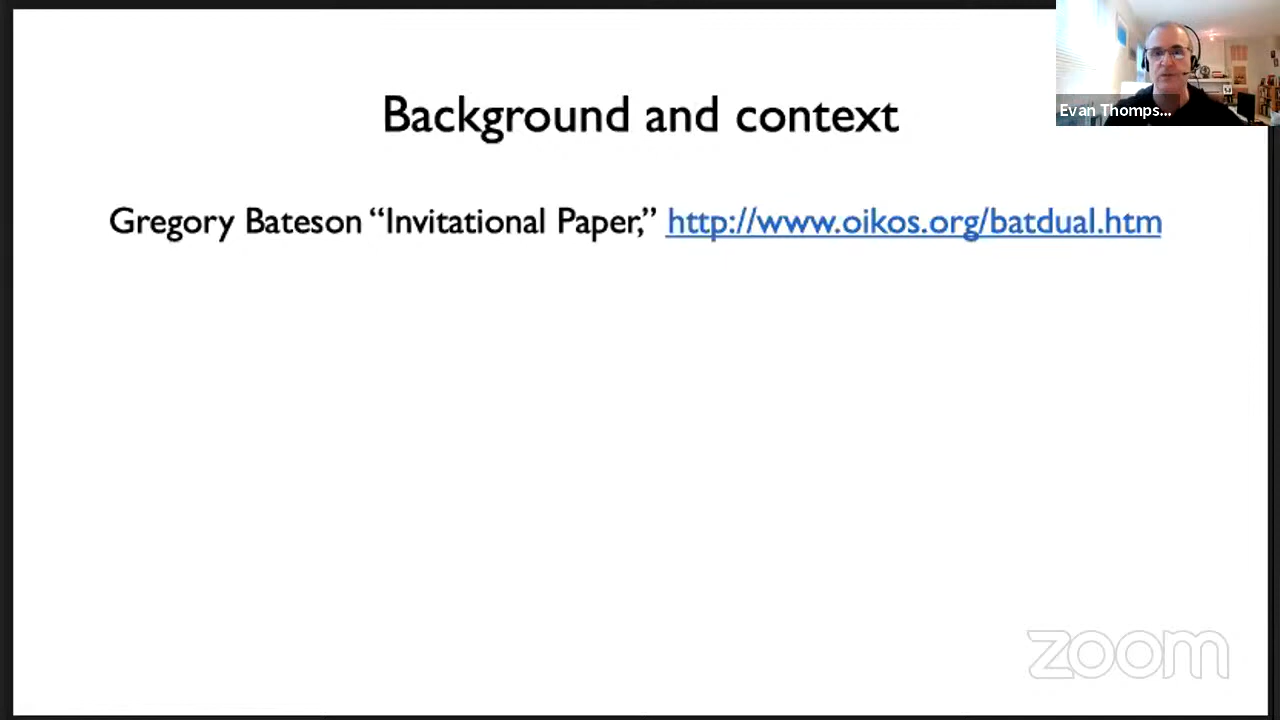 Background and context
Evan Thomps...
Gregory Bateson “Invitational Paper,” http://www.oikos.org/batdual.htm
zoom